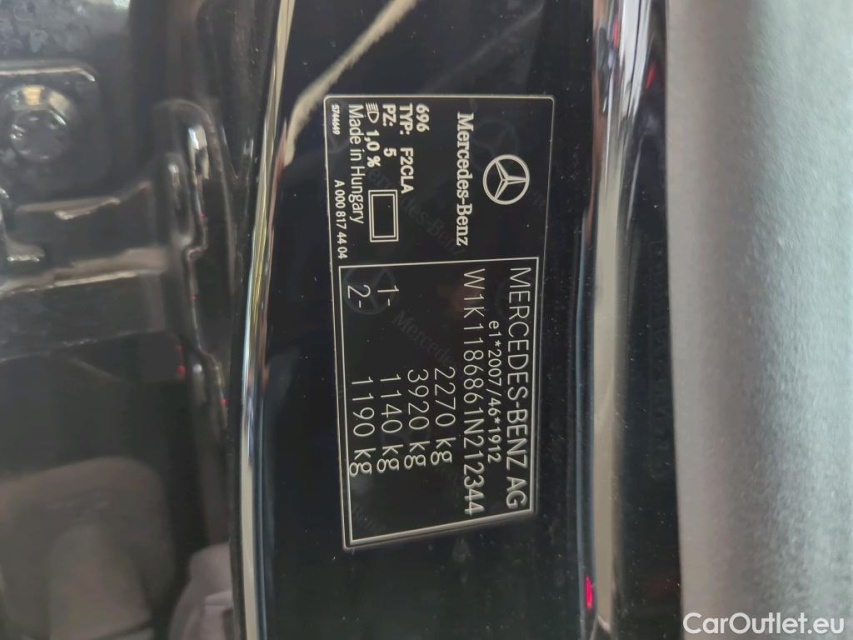 Mercedes-Benz
696
TYP: F2CLA
PZ: 5
1,0 %
Made in Hungary
A 000 817 44 04
S744649
MERCEDES-BENZ AG
e1*2007/46*1912
W1K1186861N212344
2270 kg
3920 kg
1- 1140 kg
2- 1190 kg
CarOutlet.eu